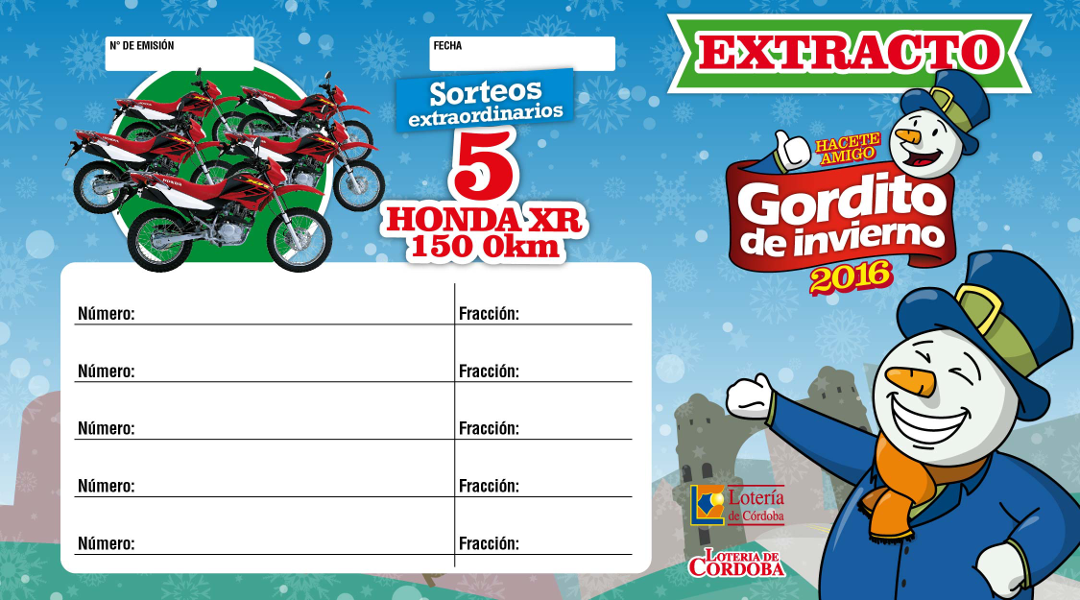 N° DE EMISIÓN
FECHA
EXTRACTO
Sorteos
extraordinarios
5
HONDA XR
150 0km
HACETE
AMIGO
Gordito
de invierno
2016
Número:
Fracción:
Número:
Fracción:
Número:
Fracción:
Número:
Fracción:
Número:
Fracción:
Lotería
de Córdoba
LOTERIA DE
CORDOBA